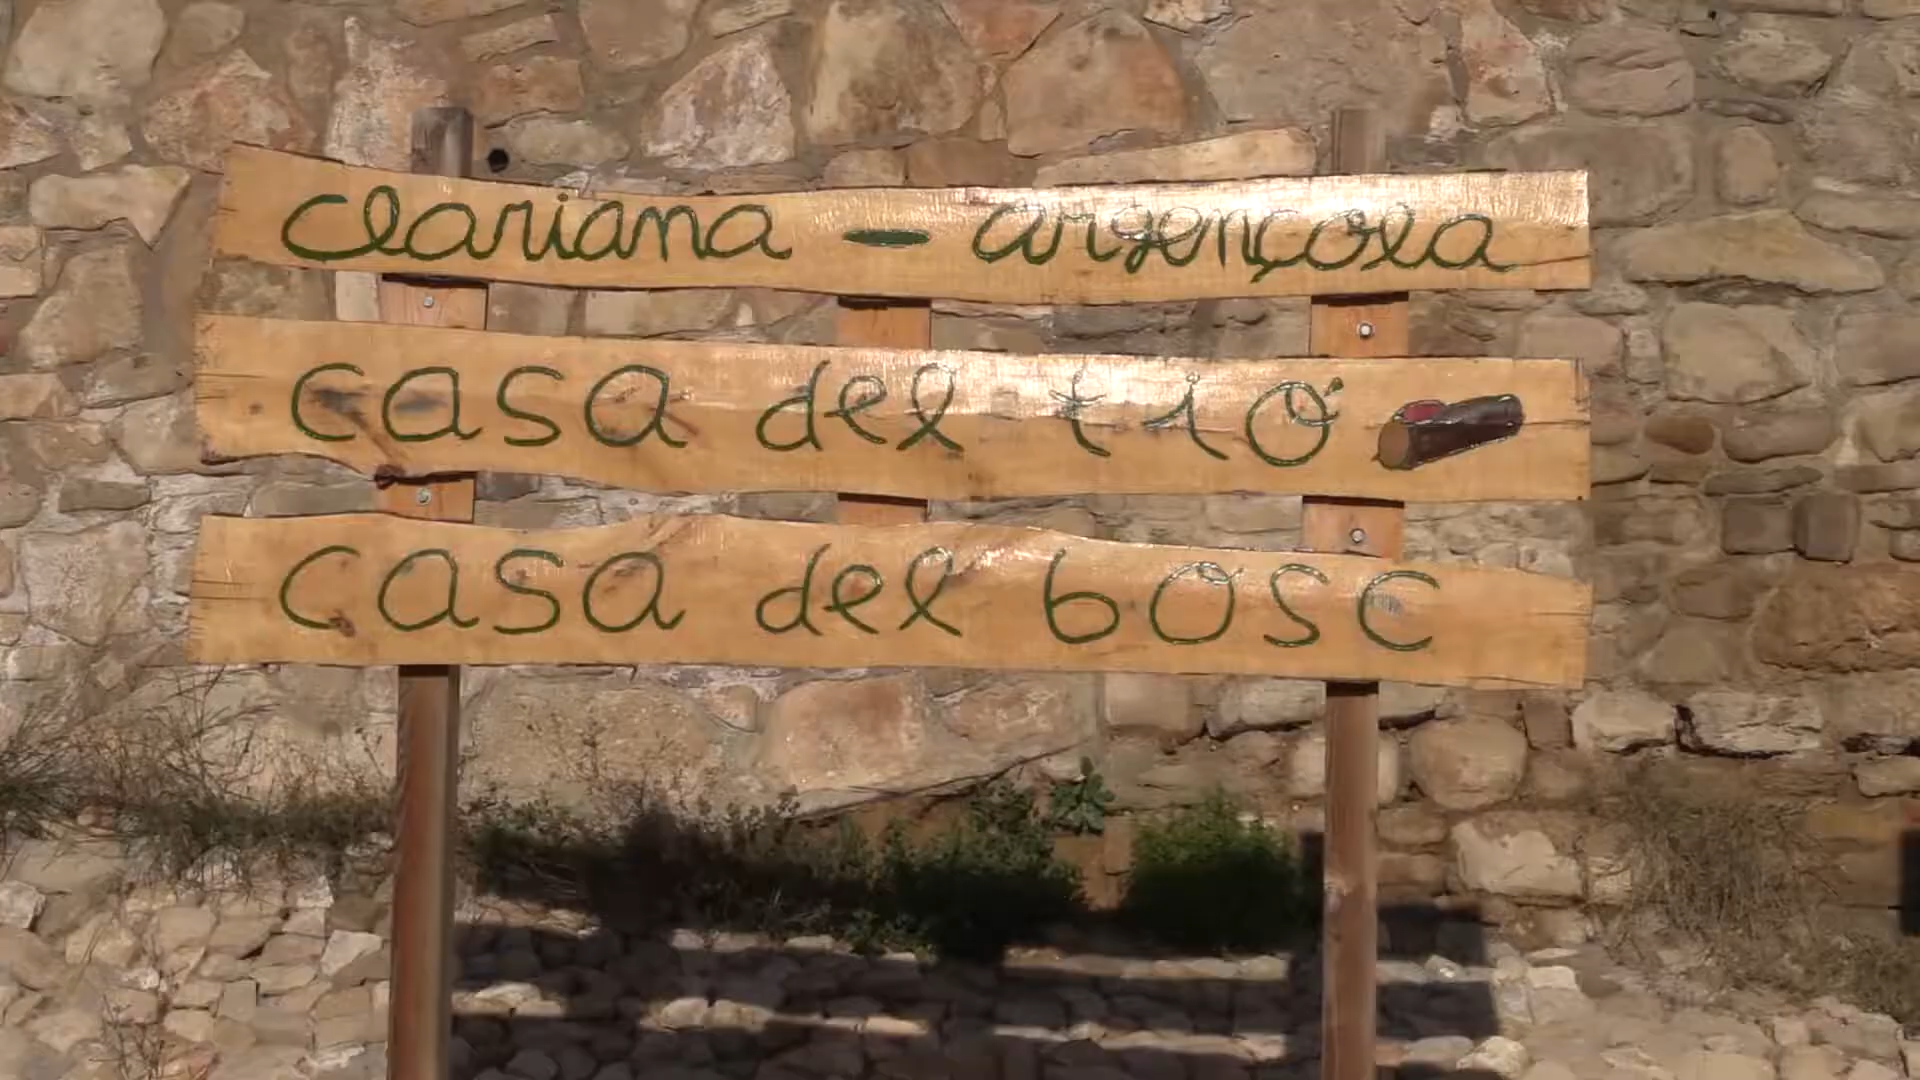 clariana - argençola
casa del tió
casa del bosc